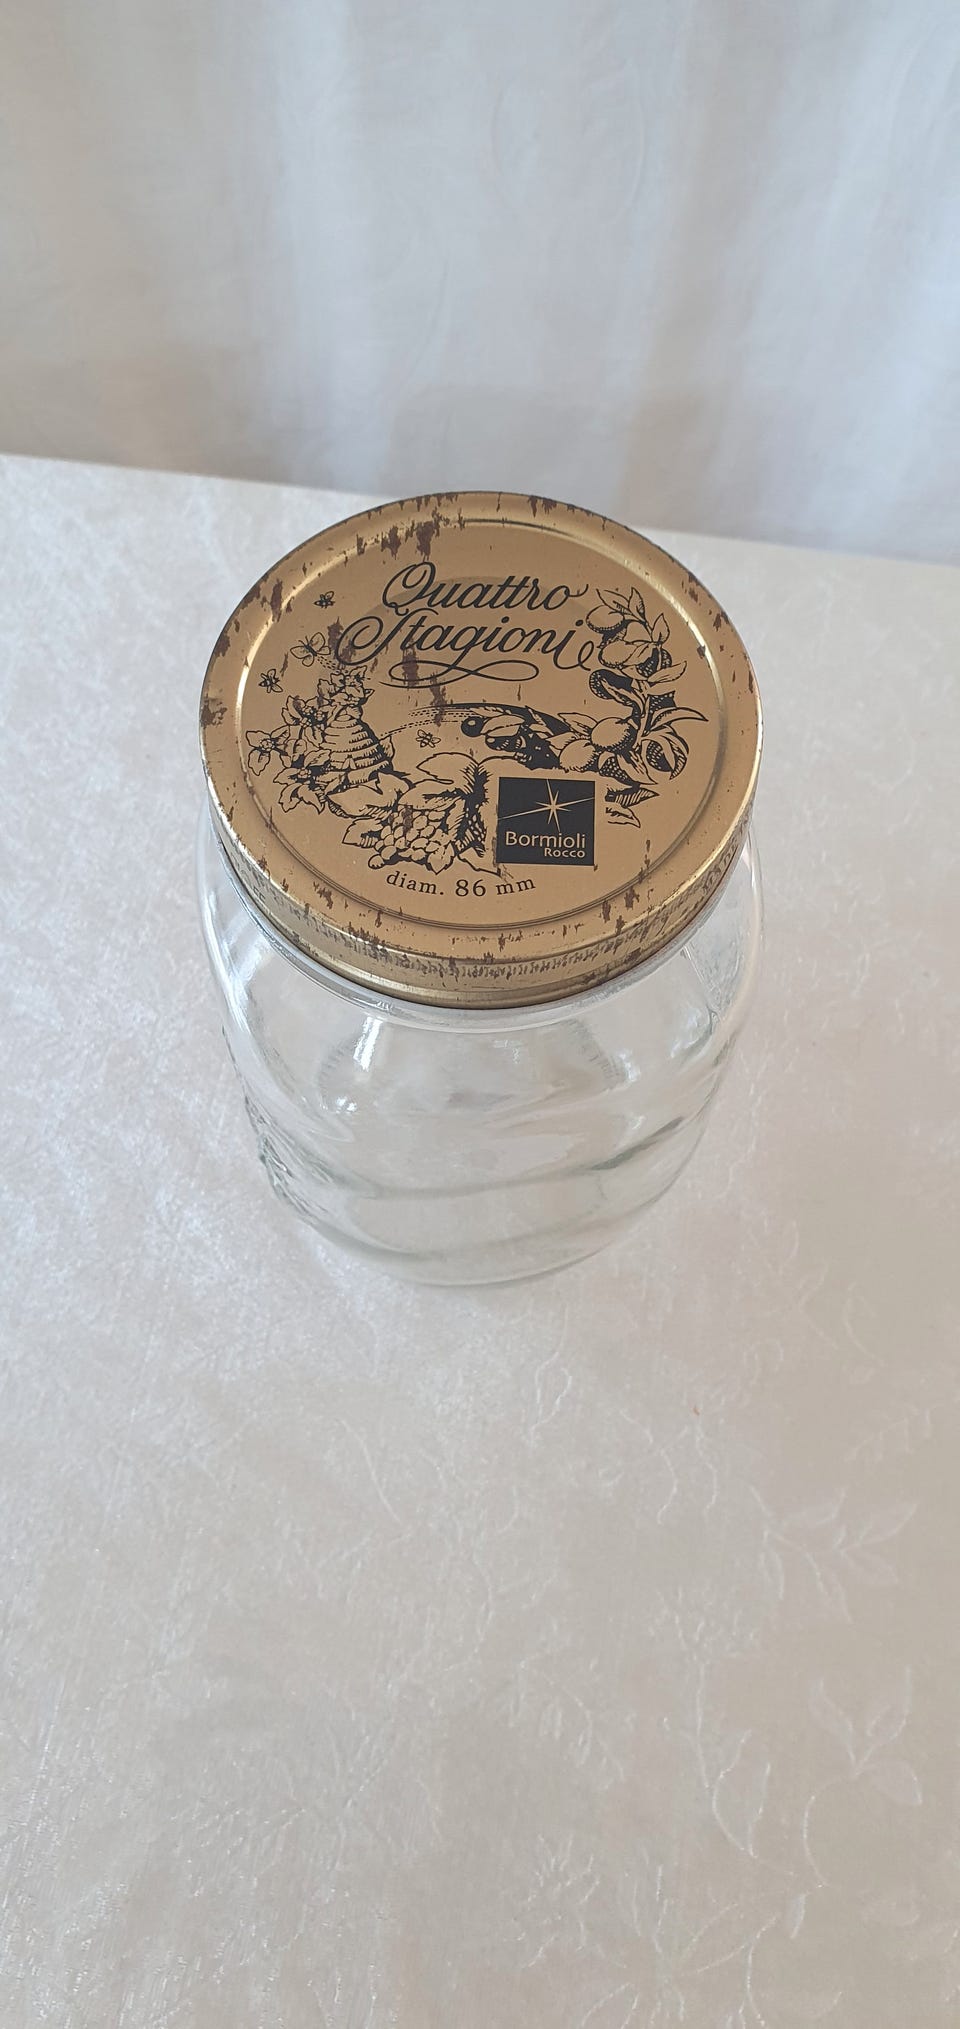 Quattro
Stagioni
Bormioli
Rocco
diam. 86 mm